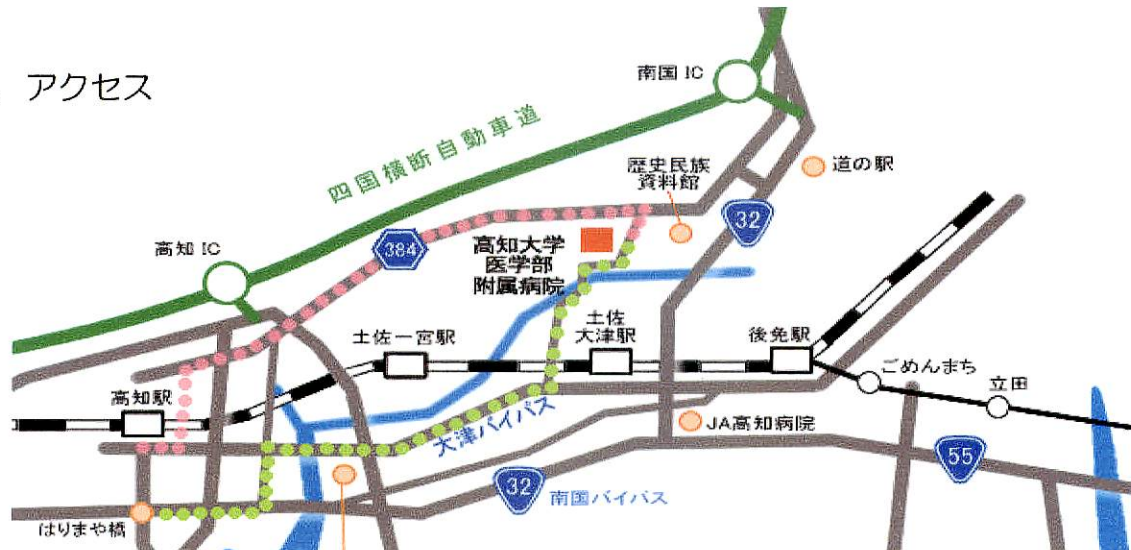 アクセス
南国 IC
四国横断自動車道
歴史民族
資料館
道の駅
32
384
高知 IC
高知大学
医学部
附属病院
土佐一宮駅
土佐
大津駅
後免駅
ごめんまち
立田
高知駅
大津バイパス
JA高知病院
55
32
南国バイパス
はりまや橋